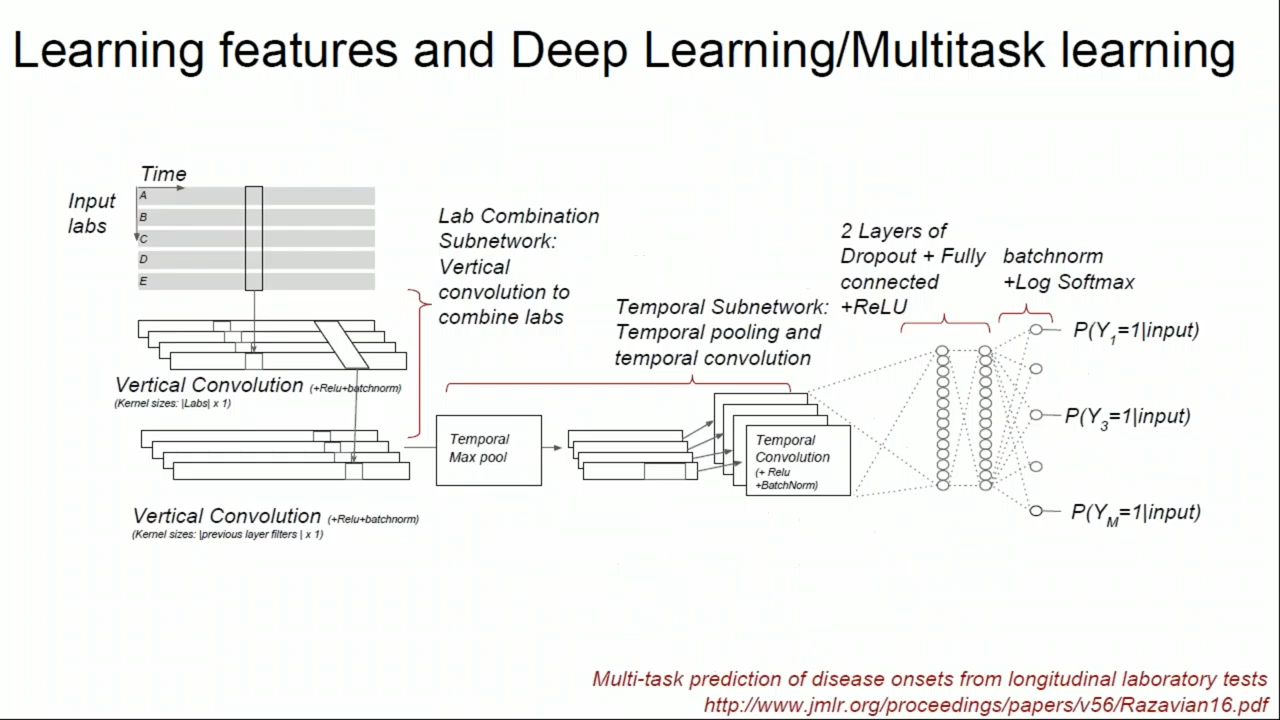 Learning features and Deep Learning/Multitask learning
Time
Input
labs
A
B
C
D
E
Lab Combination
Subnetwork:
Vertical
convolution to
combine labs
Vertical Convolution (+Relu+batchnorm)
(Kernel sizes: |Labs| x 1)
Vertical Convolution (+Relu+batchnorm)
(Kernel sizes: |previous layer filters | x 1)
Temporal
Max pool
Temporal Subnetwork:
Temporal pooling and
temporal convolution
Temporal
Convolution
(+ Relu
+BatchNorm)
2 Layers of
Dropout + Fully
connected
+ReLU
batchnorm
+Log Softmax
P(Y1=1|input)
P(Y3=1|input)
P(YM=1|input)
Multi-task prediction of disease onsets from longitudinal laboratory tests
http://www.jmlr.org/proceedings/papers/v56/Razavian16.pdf